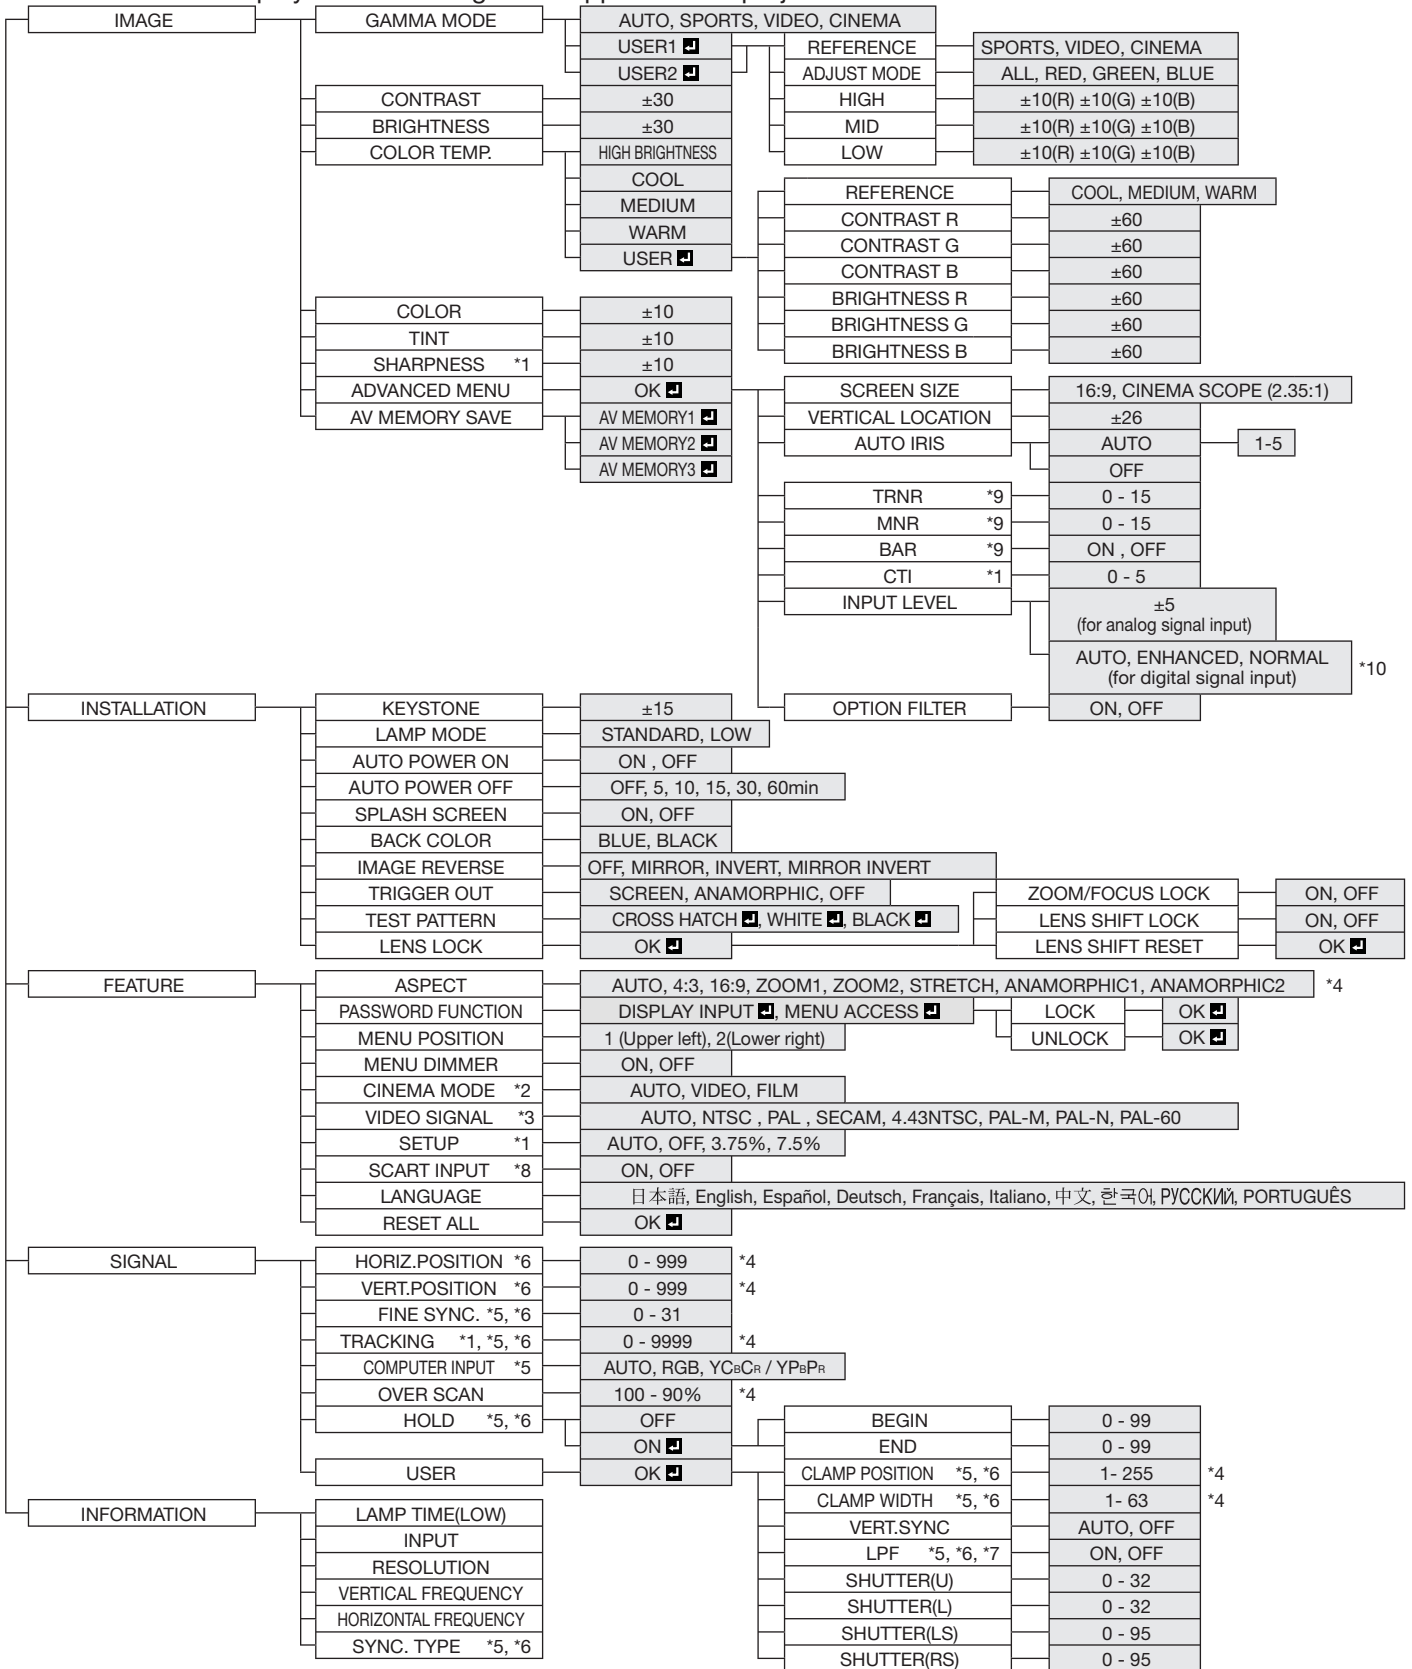 IMAGE GAMMA MODE AUTO, SPORTS, VIDEO, CINEMA
USER1 REFERENCE SPORTS, VIDEO, CINEMA
USER2 ADJUST MODE ALL, RED, GREEN, BLUE
CONTRAST ±30 HIGH ±10(R) ±10(G) ±10(B)
BRIGHTNESS ±30 MID ±10(R) ±10(G) ±10(B)
COLOR TEMP. HIGH BRIGHTNESS LOW ±10(R) ±10(G) ±10(B)
COOL REFERENCE COOL, MEDIUM, WARM
MEDIUM CONTRAST R ±60
WARM CONTRAST G ±60
USER CONTRAST B ±60
BRIGHTNESS R ±60
COLOR ±10 BRIGHTNESS G ±60
TINT ±10 BRIGHTNESS B ±60
SHARPNESS *1 ±10
ADVANCED MENU OK SCREEN SIZE 16:9, CINEMA SCOPE (2.35:1)
AV MEMORY SAVE AV MEMORY1 VERTICAL LOCATION ±26
AV MEMORY2 AUTO IRIS AUTO 1-5
AV MEMORY3 OFF
TRNR *9 0 - 15
MNR *9 0 - 15
BAR *9 ON , OFF
CTI *1 0 - 5
INPUT LEVEL ±5
(for analog signal input)
AUTO, ENHANCED, NORMAL
(for digital signal input) *10
INSTALLATION KEYSTONE ±15 OPTION FILTER ON, OFF
LAMP MODE STANDARD, LOW
AUTO POWER ON ON , OFF
AUTO POWER OFF OFF, 5, 10, 15, 30, 60min
SPLASH SCREEN ON, OFF
BACK COLOR BLUE, BLACK
IMAGE REVERSE OFF, MIRROR, INVERT, MIRROR INVERT
TRIGGER OUT SCREEN, ANAMORPHIC, OFF ZOOM/FOCUS LOCK ON, OFF
TEST PATTERN CROSS HATCH , WHITE , BLACK LENS SHIFT LOCK ON, OFF
LENS LOCK OK LENS SHIFT RESET OK
FEATURE ASPECT AUTO, 4:3, 16:9, ZOOM1, ZOOM2, STRETCH, ANAMORPHIC1, ANAMORPHIC2 *4
PASSWORD FUNCTION DISPLAY INPUT , MENU ACCESS LOCK OK
MENU POSITION 1 (Upper left), 2(Lower right) UNLOCK OK
MENU DIMMER ON, OFF
CINEMA MODE *2 AUTO, VIDEO, FILM
VIDEO SIGNAL *3 AUTO, NTSC , PAL , SECAM, 4.43NTSC, PAL-M, PAL-N, PAL-60
SETUP *1 AUTO, OFF, 3.75%, 7.5%
SCART INPUT *8 ON, OFF
LANGUAGE 日本語, English, Español, Deutsch, Français, Italiano, 中文, 한국어, РУССКИЙ, PORTUGUÊS
RESET ALL OK
SIGNAL HORIZ.POSITION *6 0 - 999 *4
VERT.POSITION *6 0 - 999 *4
FINE SYNC. *5, *6 0 - 31
TRACKING *1, *5, *6 0 - 9999 *4
COMPUTER INPUT *5 AUTO, RGB, YCBCR / YPBPR
OVER SCAN 100 - 90% *4
HOLD *5, *6 OFF BEGIN 0 - 99
ON END 0 - 99
USER OK CLAMP POSITION *5, *6 1- 255 *4
INFORMATION LAMP TIME(LOW) CLAMP WIDTH *5, *6 1- 63 *4
INPUT VERT.SYNC AUTO, OFF
RESOLUTION LPF *5, *6, *7 ON, OFF
VERTICAL FREQUENCY SHUTTER(U) 0 - 32
HORIZONTAL FREQUENCY SHUTTER(L) 0 - 32
SYNC. TYPE *5, *6 SHUTTER(LS) 0 - 95
SHUTTER(RS) 0 - 95